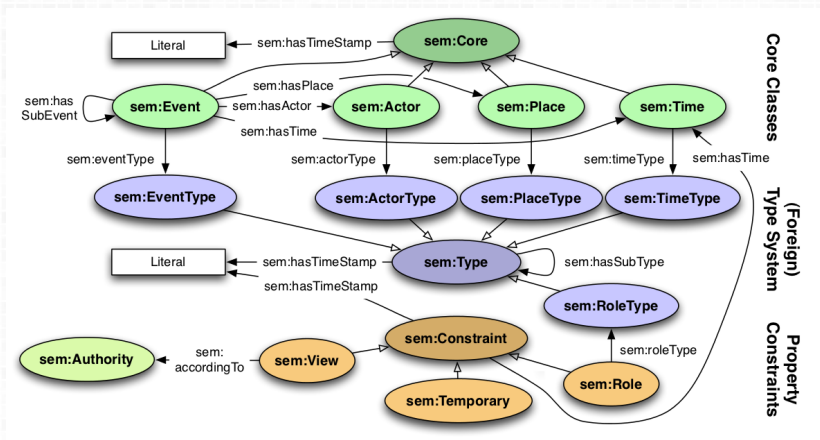 Literal
sem:hasTimeStamp
sem:Core
sem:has
SubEvent
sem:Event
sem:hasPlace
sem:hasActor
sem:hasTime
sem:Actor
sem:Place
sem:Time
Core Classes
sem:eventType
sem:actorType
sem:placeType
sem:timeType
sem:hasTime
sem:EventType
sem:ActorType
sem:PlaceType
sem:TimeType
(Foreign)
Type System
Literal
sem:hasTimeStamp
sem:Type
sem:hasSubType
sem:hasTimeStamp
sem:RoleType
sem:Constraint
sem:roleType
Property
Constraints
sem:Authority
sem:
accordingTo
sem:View
sem:Temporary
sem:Role